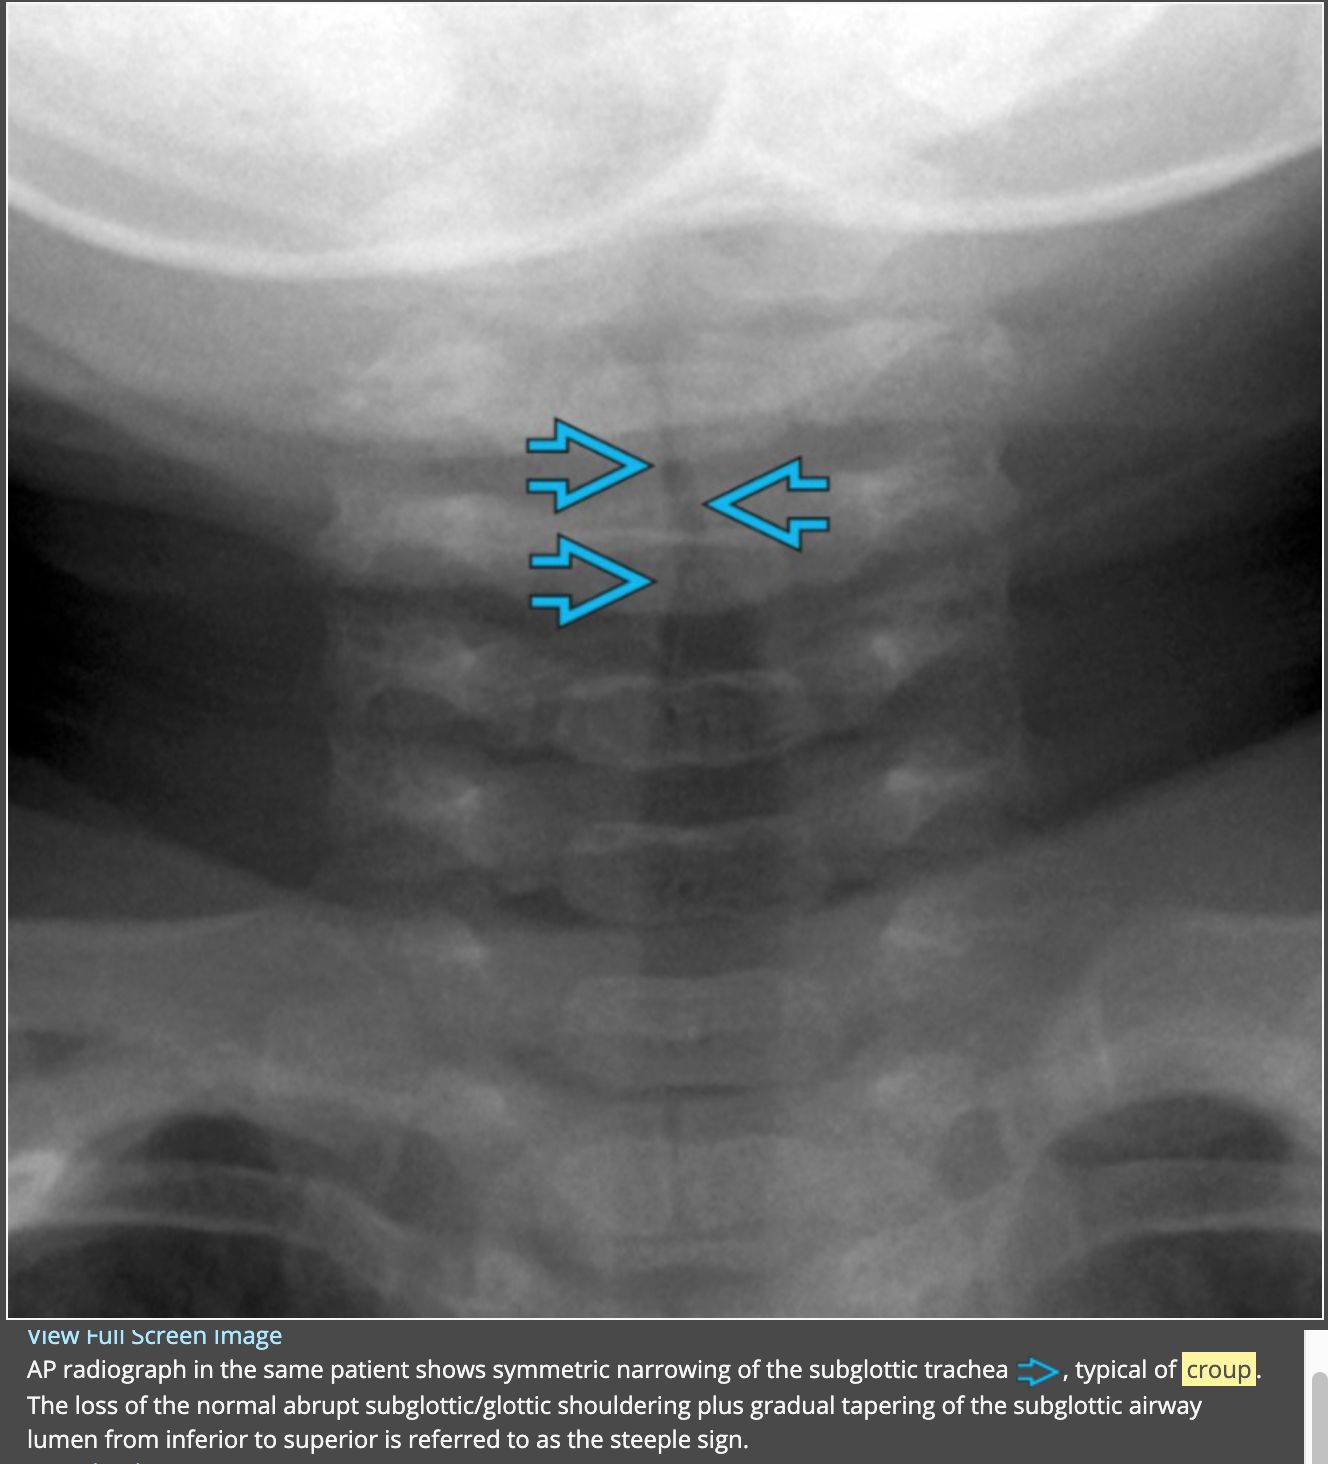 View Full Screen Image
AP radiograph in the same patient shows symmetric narrowing of the subglottic trachea , typical of croup.
The loss of the normal abrupt subglottic/glottic shouldering plus gradual tapering of the subglottic airway
lumen from inferior to superior is referred to as the steeple sign.